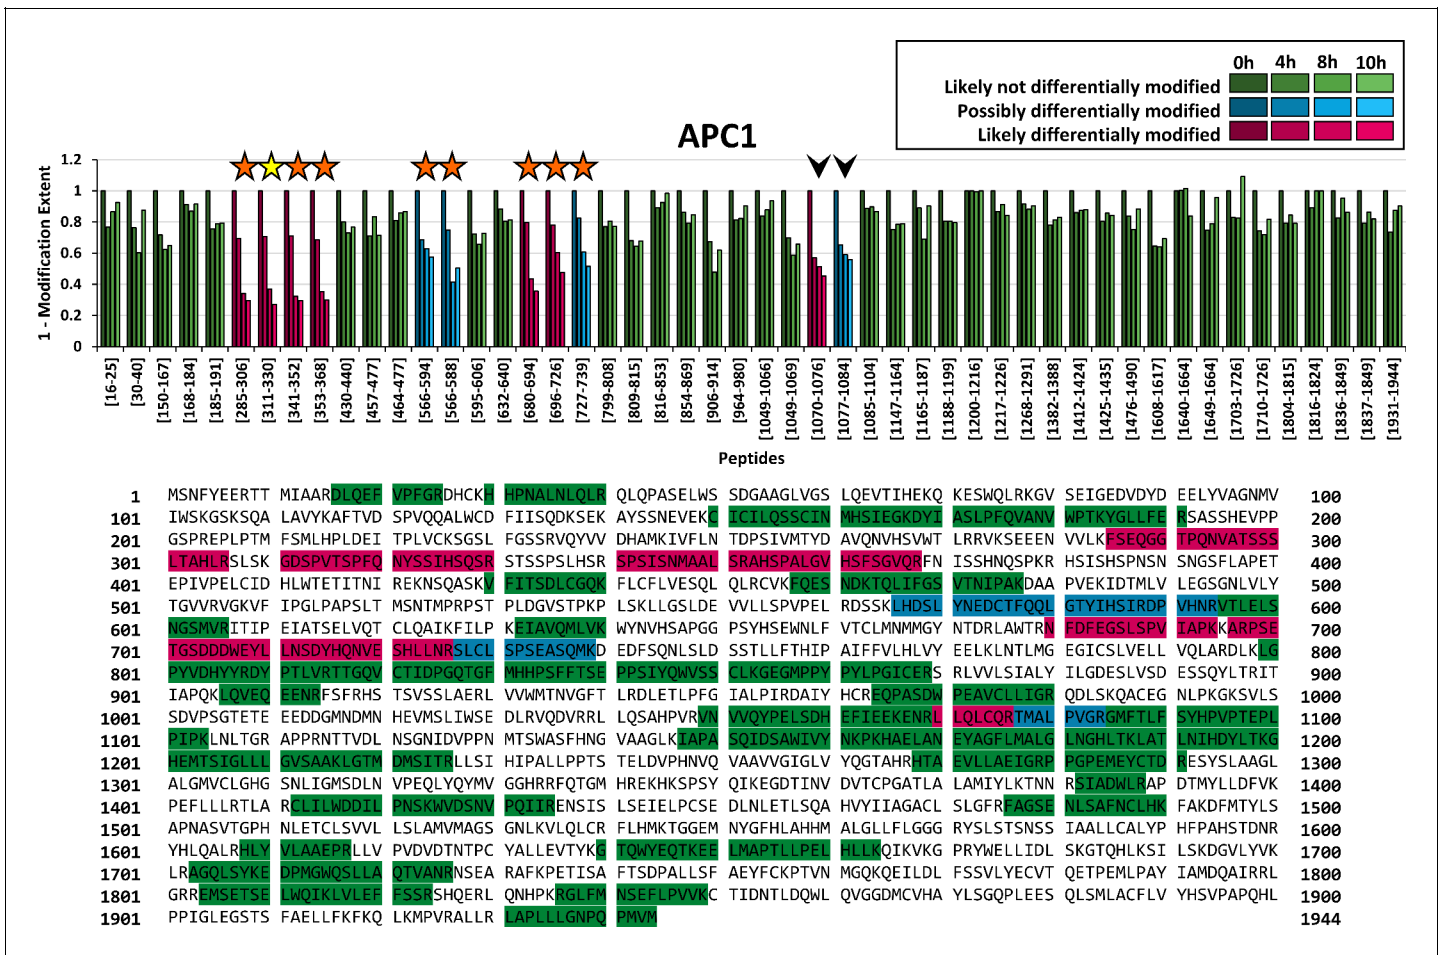 0h 4h 8h 10h
Likely not differentially modified
Possibly differentially modified
Likely differentially modified
APC1
1 - Modification Extent
1.2
1
0.8
0.6
0.4
0.2
0
[16-25] [30-40] [150-167] [168-184] [185-191] [285-306] [311-330] [341-352] [353-368] [430-440] [457-477] [464-477] [566-594] [566-588] [595-606] [632-640] [680-694] [696-726] [727-739] [799-808] [809-815] [816-853] [854-869] [906-914] [964-980] [1049-1066] [1049-1069] [1070-1076] [1077-1084] [1085-1104] [1147-1164] [1165-1187] [1188-1199] [1200-1216] [1217-1226] [1268-1291] [1382-1388] [1412-1424] [1425-1435] [1476-1490] [1608-1617] [1640-1664] [1649-1664] [1703-1726] [1710-1726] [1804-1815] [1816-1824] [1836-1849] [1837-1849] [1931-1944]
Peptides
1 MSNFYEERTT MIAARDLQEF VPFGRDHCKH HPNALNLQLR QLQPASELWS SDGAAGLVGS LQEVTIHEKQ KESWQLRKGV SEIGEDVDYD EELYVAGNMV 100
101 IWSKGSKSQA LAVYKAFTVD SPVQQALWCD FIISQDKSEK AYSSNEVEKC ICILQSSCIN MHSIEGKDYI ASLPFQVANV WPTKYGLLFE RSASSHEVPP 200
201 GSPREPLPTM FSMLHPLDEI TPLVCKSGSL FGSSRVQYVV DHAMKIVFLN TDPSIVMTYD AVQNVHSVWT LRRVKSEEEN VVLKFSEQGG TPQNVATSSS 300
301 LTAHLRSLSK GDSPVTSPFQ NYSSIHSQSR STSSPSLHSR SPSISNMAAL SRAHSPALGV HSFSGVQRFN ISSHNQSPKR HSISHSPNSN SNGSFLAPET 400
401 EPIVPELCID HLWTETITNI REKNSQASKV FITSDLCGQK FLCFLVESQL QLRCVKFQES NDKTQLIFGS VTNIPAKDAA PVEKIDTMLV LEGSGNLVLY 500
501 TGVVRVGKVF IPGLPAPSLT MSNTMPRPST PLDGVSTPKP LSKLLGSLDE VVLLSPVPEL RDSSKLHDSL YNEDCTFQQL GTYIHSIRDP VHNRVTLELS 600
601 NGSMVRITIP EIATSELVQT CLQAIKFILP KEIAVQMLVK WYNVHSAPGG PSYHSEWNLF VTCLMNMMGY NTDRLAWTRN FDFEGSLSPV IAPKKARPSE 700
701 TGSDDDWEYL LNSDYHQNVE SHLLNRSLCL SPSEASQMKD EDFSQNLSLD SSTLLFTHIP AIFFVLHLVY EELKLNTLMG EGICSLVELL VQLARDLKLG 800
801 PYVDHYYRDY PTLVRTTGQV CTIDPGQTGF MHHPSFFTSE PPSIYQWVSS CLKGEGMPPY PYLPGICERS RLVVLSIALY ILGDESLVSD ESSQYLTRIT 900
901 IAPQKLQVEQ EENRFSFRHS TSVSSLAERL VVWMTNVGFT LRDLETLPFG IALPIRDAIY HCREQPASDW PEAVCLLIGR QDLSKQACEG NLPKGKSVLS 1000
1001 SDVPSGTETE EEDDGMNDMN HEVMSLIWSE DLRVQDVRRL LQSAHPVRVN VVQYPELSDH EFIEEKENRL LQLCQRTMAL PVGRGMFTLF SYHPVPTEPL 1100
1101 PIPKLNLTGR APPRNTTVDL NSGNIDVPPN MTSWASFHNG VAAGLKIAPA SQIDSAWIVY NKPKHAELAN EYAGFLMALG LNGHLTKLAT LNIHDYLTKG 1200
1201 HEMTSIGLLL GVSAAKLGTM DMSITRLLSI HIPALLPPTS TELDVPHNVQ VAAVVGIGLV YQGTAHRHTA EVLLAEIGRP PGPEMEYCTD RESYSLAAGL 1300
1301 ALGMVCLGHG SNLIGMSDLN VPEQLYQYMV GGHRRFQTGM HREKHKSPSY QIKEGDTINV DVTCPGATLA LAMIYLKTNN RSIADWLRAP DTMYLLDFVK 1400
1401 PEFLLLRTLA RCLILWDDIL PNSKWVDSNV PQIIRENSIS LSEIELPCSE DLNLETLSQA HVYIIAGACL SLGFRFAGSE NLSAFNCLHK FAKDFMTYLS 1500
1501 APNASVTGPH NLETCLSVVL LSLAMVMAGS GNLKVLQLCR FLHMKTGGEM NYGFHLAHHM ALGLLFLGGG RYSLSTSNSS IAALLCALYP HFPAHSTDNR 1600
1601 YHLQALRHLY VLAAEPRLLV PVDVDTNTPC YALLEVTYKG TQWYEQTKEE LMAPTLLPEL HLLKQIKVKG PRYWELLIDL SKGTQHLKSI LSKDGVLYVK 1700
1701 LRAGQLSYKE DPMGWQSLLA QTVANRNSEA RAFKPETISA FTSDPALLSF AEYFCKPTVN MGQKQEILDL FSSVLYECVT QETPEMLPAY IAMDQAIRRL 1800
1801 GRREMSETSE LWQIKLVLEF FFSSRSHQERL QNHPKRGLFM NSEFLPVVKC TIDNTLDQWL QVGGDMCVHA YLSGQPLEES QLSMLACFLV YHSVPAPQHL 1900
1901 PPIGLEGSTS FAELLFKFKQ LKMPVRALLR LAPLLLGNPQ PMVM 1944